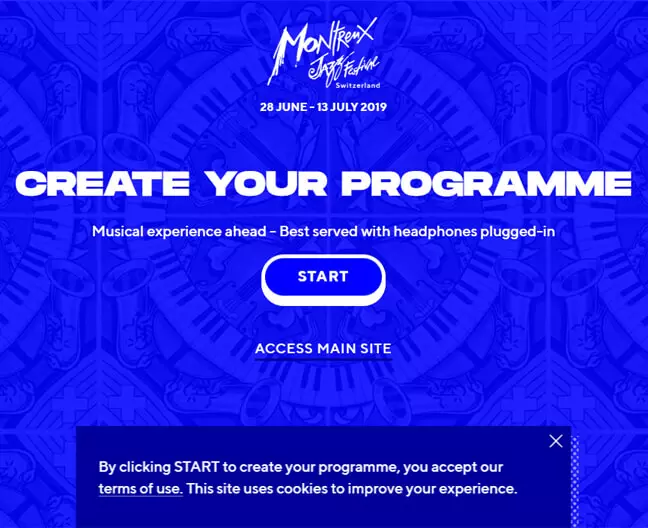 Montreux
Jazz Festival
Switzerland
28 JUNE - 13 JULY 2019
CREATE YOUR PROGRAMME
Musical experience ahead – Best served with headphones plugged-in
START
ACCESS MAIN SITE
By clicking START to create your programme, you accept our
terms of use. This site uses cookies to improve your experience.